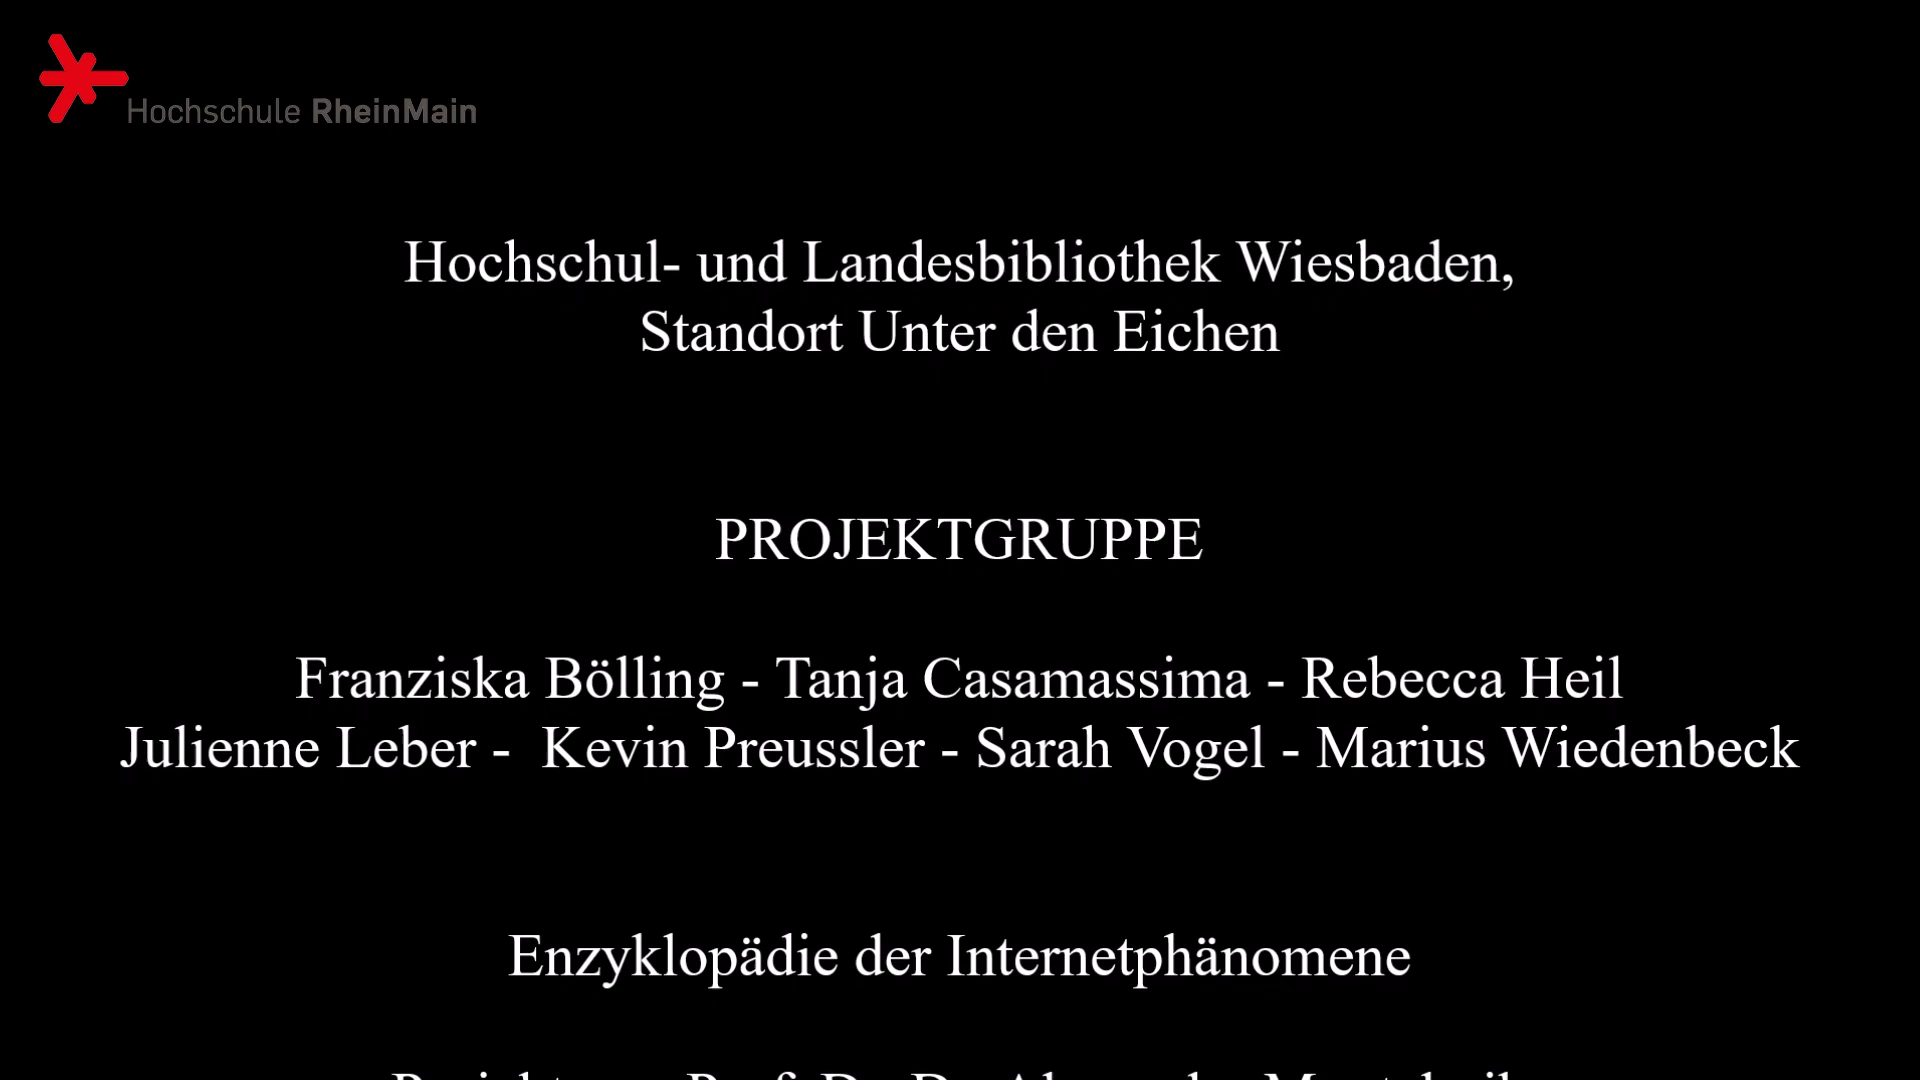 Hochschule RheinMain
Hochschul- und Landesbibliothek Wiesbaden,
Standort Unter den Eichen
PROJEKTGRUPPE
Franziska Bölling - Tanja Casamassima - Rebecca Heil
Julienne Leber -  Kevin Preussler - Sarah Vogel - Marius Wiedenbeck
Enzyklopädie der Internetphänomene